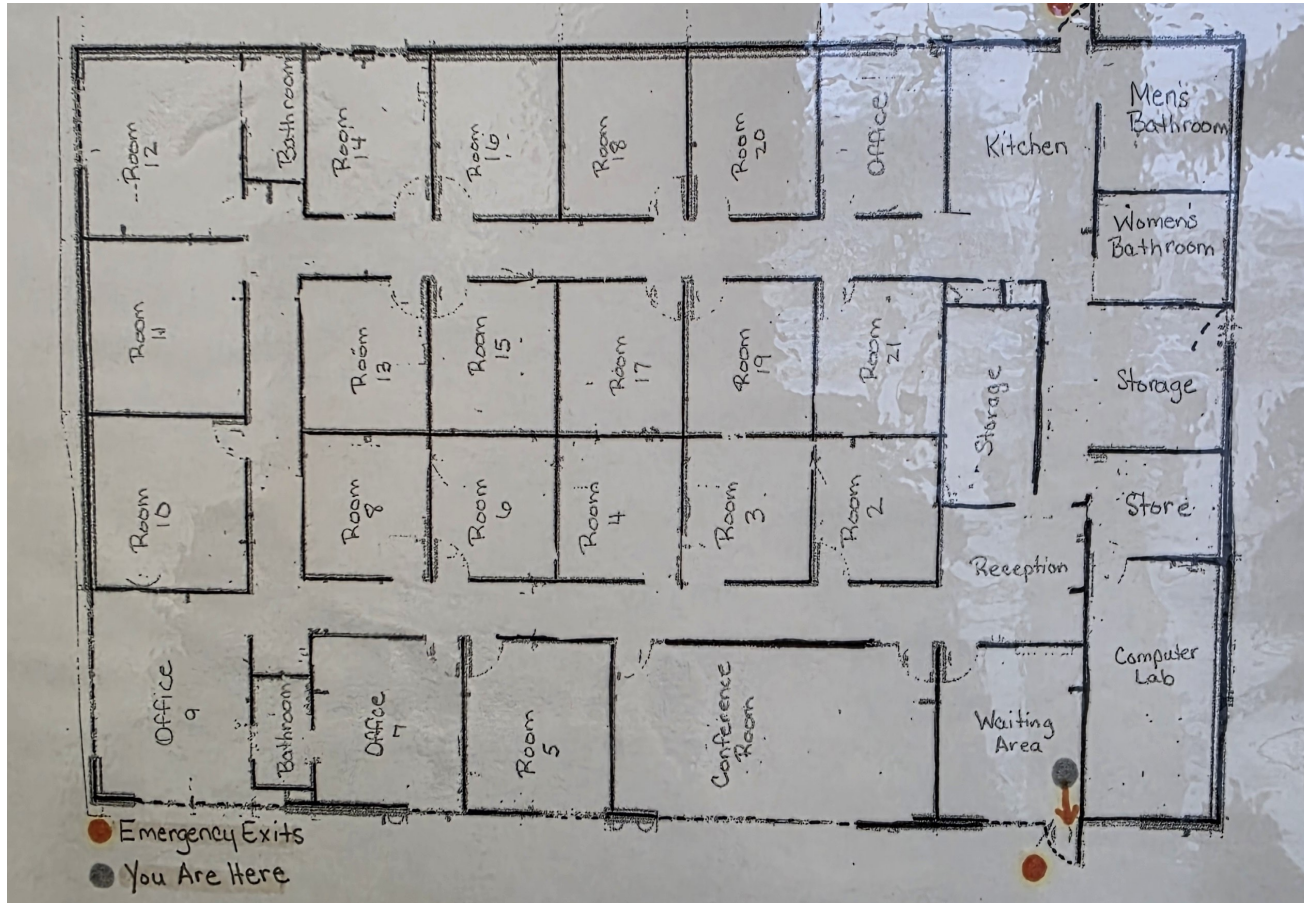 Room
12
Bathroom
Room
14
Room
16
Room
18
Room
20
Office
Kitchen
Men's
Bathroom
Women's
Bathroom
Room
11
Room
13
Room
15
Room
17
Room
19
Room
21
Storage
Storage
Room
10
Room
8
Room
6
Room
4
Room
3
Room
2
Reception
Store
Office
9
Bathroom
Office
7
Room
5
Conference
Room
Waiting
Area
Computer
Lab
Emergency Exits
You Are Here